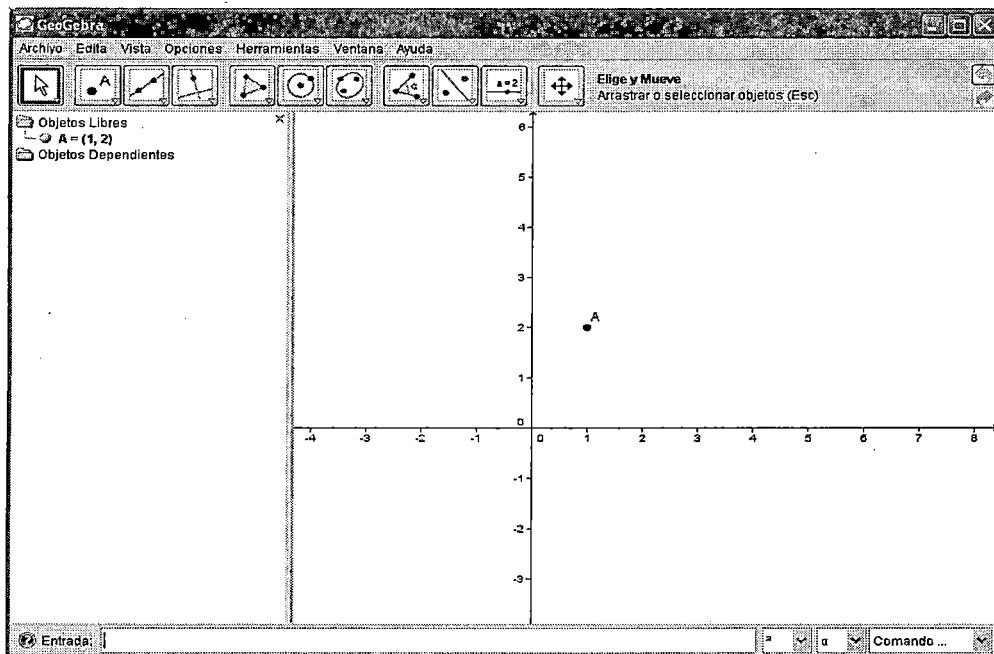 GeoGebra
Archivo Edita Vista Opciones Herramientas Ventana Ayuda
A
α
a = 2
Elige y Mueve
Arrastrar o seleccionar objetos (Esc)
Objetos Libres
A = (1, 2)
Objetos Dependientes
6
5
4
3
A
2
1
0
-4 -3 -2 -1 0 1 2 3 4 5 6 7 8
-1
-2
-3
Entrada: α Comando ...